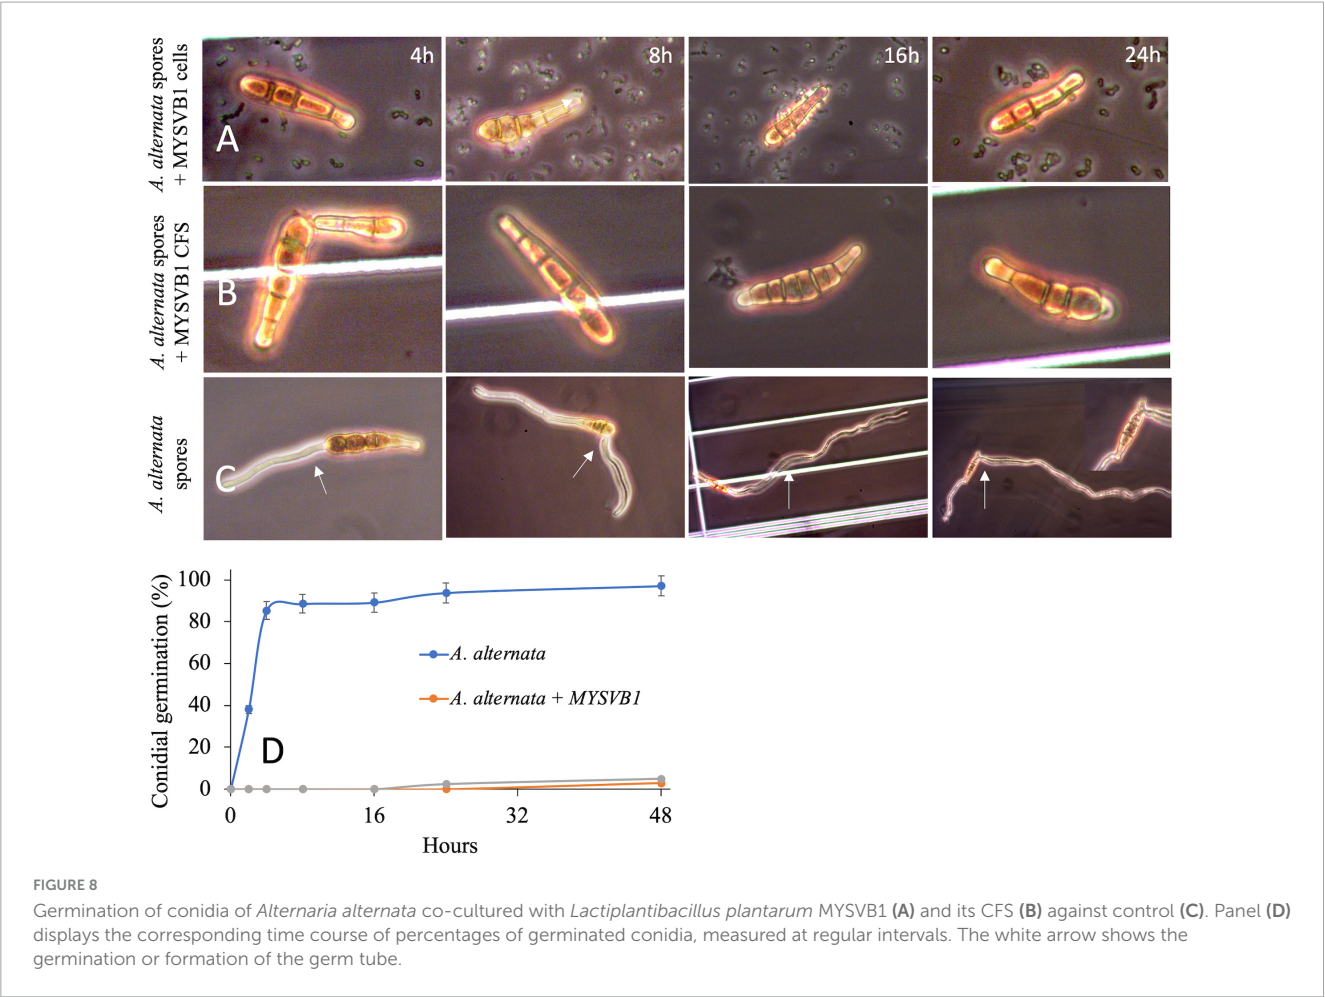 A. alternata spores
+ MYSVB1 cells
4h
8h
16h
24h
A
A. alternata spores
+ MYSVB1 CFS
B
A. alternata
spores
C
Conidial germination (%)
100
80
60
40
20
0
A. alternata
A. alternata + MYSVB1
D
0
16
32
48
Hours
FIGURE 8
Germination of conidia of Alternaria alternata co-cultured with Lactiplantibacillus plantarum MYSVB1 (A) and its CFS (B) against control (C). Panel (D)
displays the corresponding time course of percentages of germinated conidia, measured at regular intervals. The white arrow shows the
germination or formation of the germ tube.